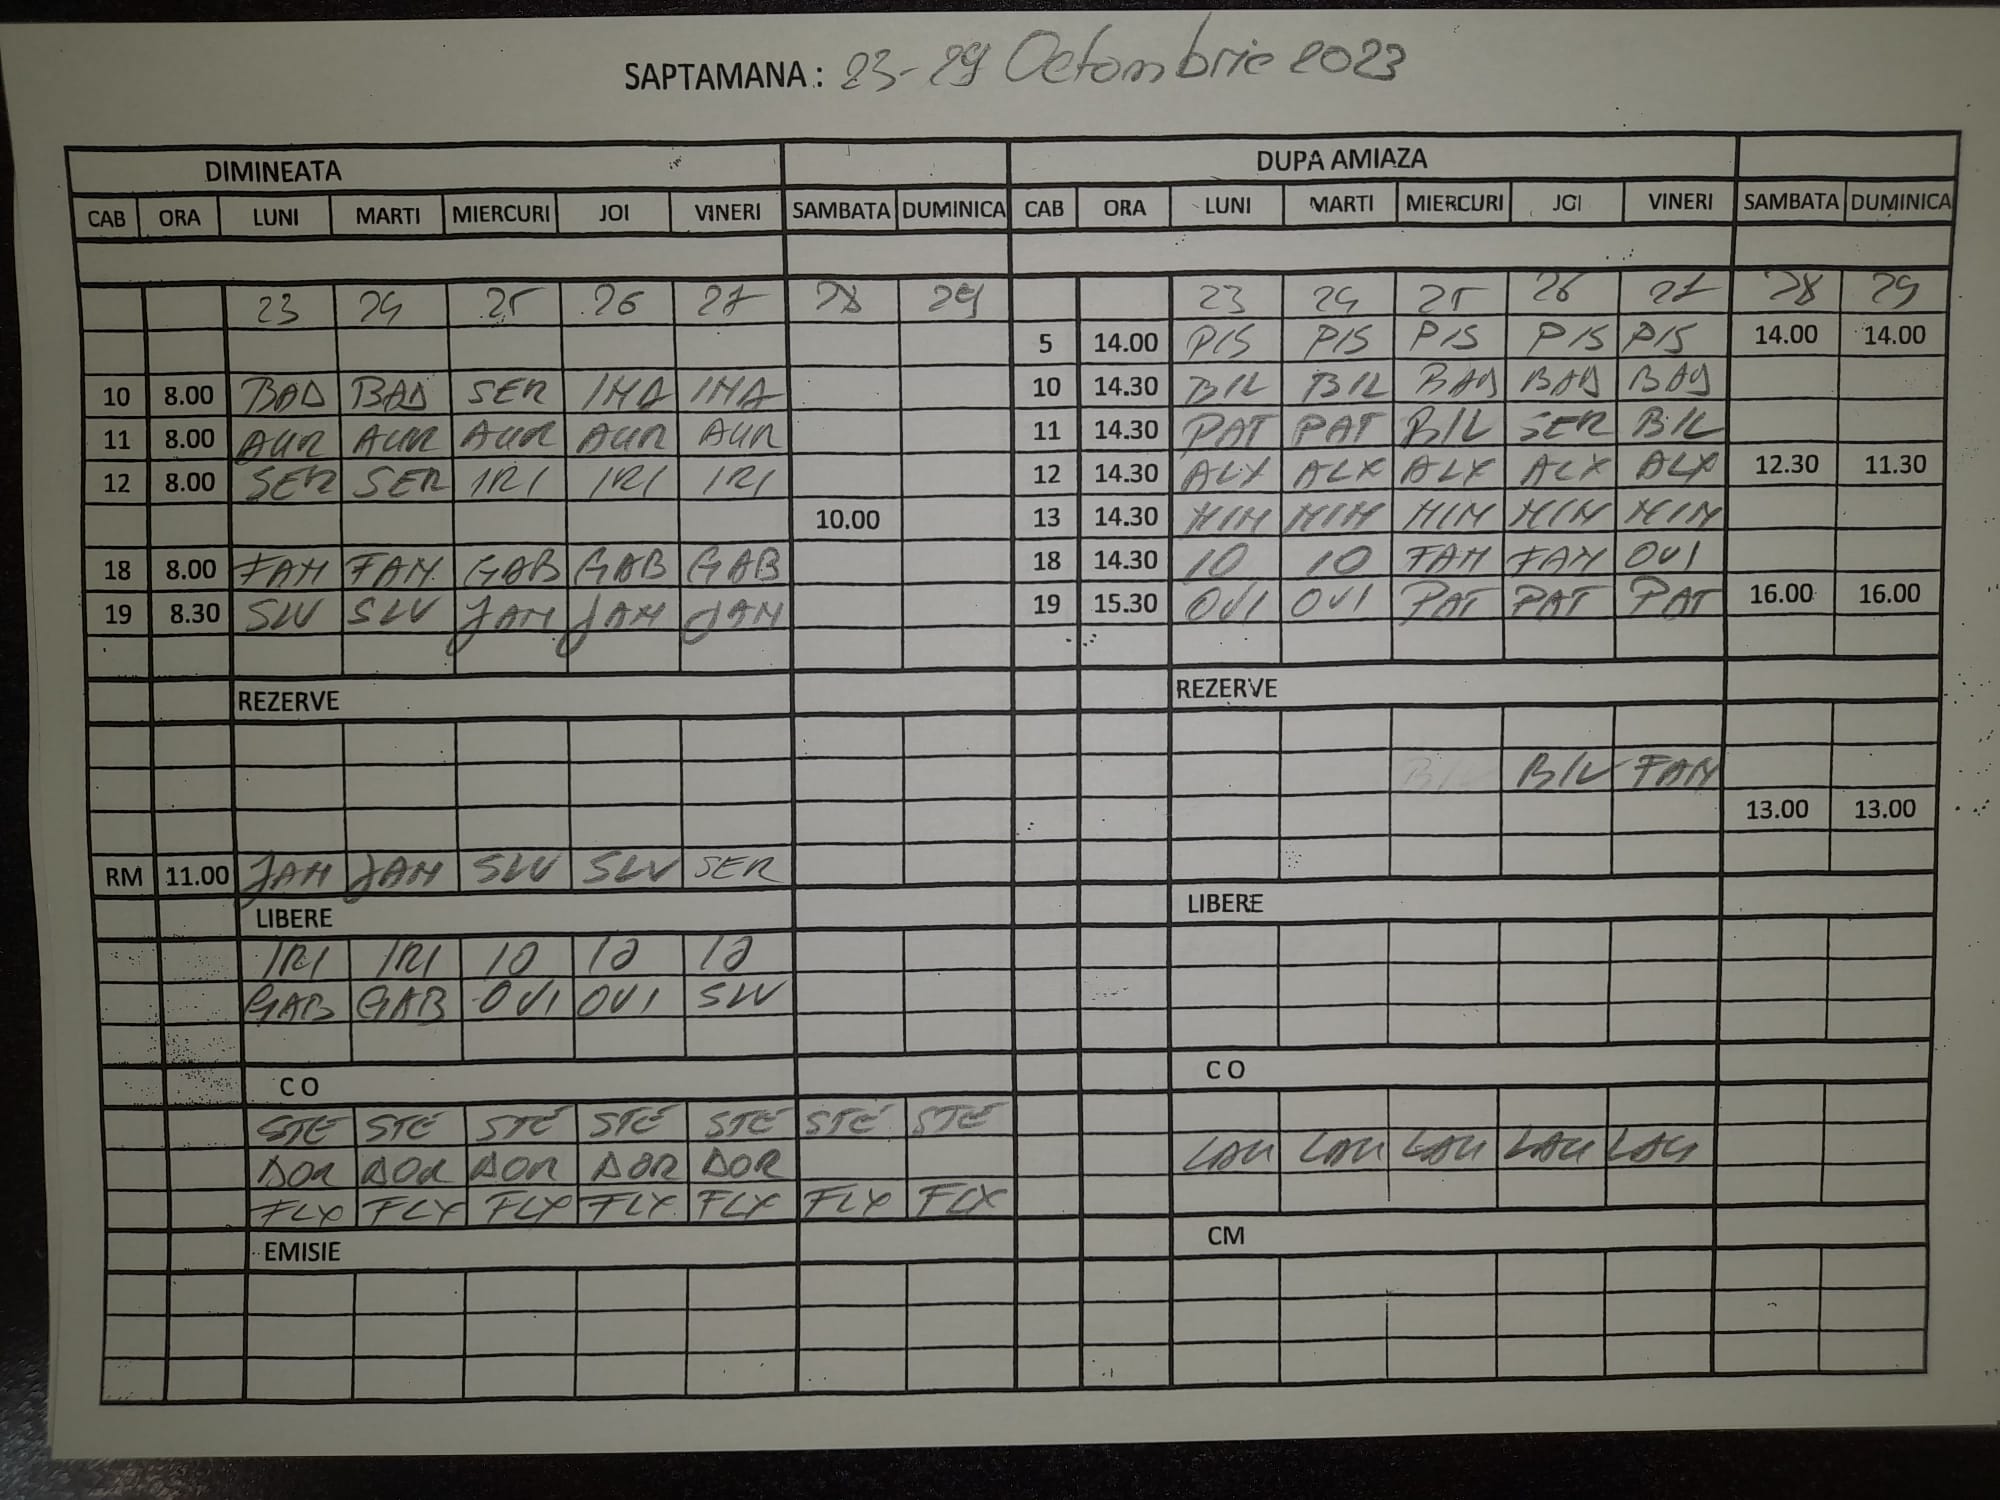 SAPTAMANA : 23-29 Octombrie 2023
DIMINEATA DUPA AMIAZA
CAB ORA LUNI MARTI MIERCURI JOI VINERI SAMBATA DUMINICA CAB ORA LUNI MARTI MIERCURI JOI VINERI SAMBATA DUMINICA
23 24 25 26 27 28 29 23 24 25 26 27 28 29
5 14.00 PIS PIS PIS PIS PIS 14.00 14.00
10 8.00 BAD BAD SER IMA IMA 10 14.30 BIL BIL BAD BAD BAD
11 8.00 AUR AUR AUR AUR AUR 11 14.30 PAT PAT BIL SER BIL
12 8.00 SER SER IRI IRI IRI 12 14.30 ALX ALX ALX ALX ALX 12.30 11.30
10.00 13 14.30 MIM MIM MIM MIM MIM
18 8.00 FAM FAM GAB GAB GAB 18 14.30 IO IO FAM FAM OVI
19 8.30 SLV SLV JAM JAM JAM 19 15.30 OVI OVI PAT PAT PAT 16.00 16.00
REZERVE REZERVE
BIL FAM
13.00 13.00
RM 11.00 JAM JAM SLV SLV SER
LIBERE LIBERE
IRI IRI IO IO IO
GAB GAB OVI OVI SLV
C O C O
STE STE STE STE STE STE STE
DOR DOR DOR DOR DOR LAU LAU LAU LAU LAU
FLX FLX FLX FLX FLX FLX FLX
EMISIE CM